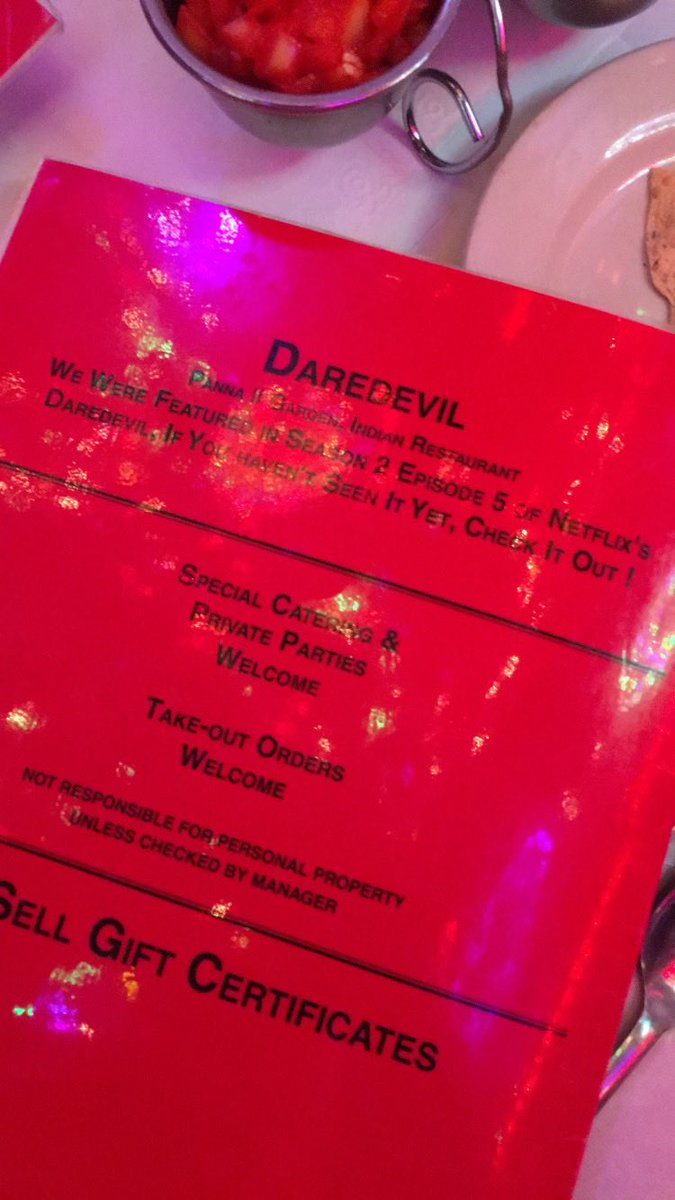 DAREDEVIL
PANNA II GARDEN, INDIAN RESTAURANT
WE WERE FEATURED IN SEASON 2 EPISODE 5 OF NETFLIX'S
DAREDEVIL, IF YOU HAVEN'T SEEN IT YET, CHECK IT OUT !
SPECIAL CATERING &
PRIVATE PARTIES
WELCOME
TAKE-OUT ORDERS
WELCOME
NOT RESPONSIBLE FOR PERSONAL PROPERTY
UNLESS CHECKED BY MANAGER
SELL GIFT CERTIFICATES